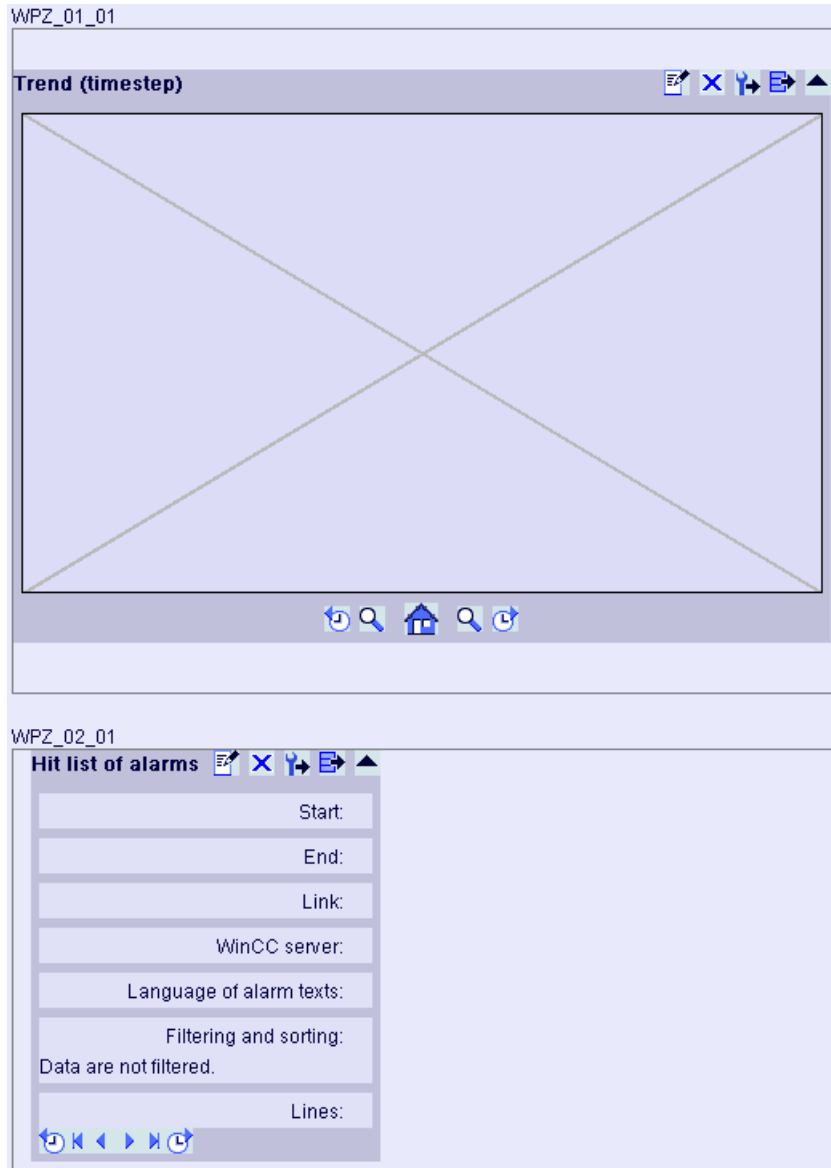 WPZ_01_01
Trend (timestep)
WPZ_02_01
Hit list of alarms
Start:
End:
Link:
WinCC server:
Language of alarm texts:
Filtering and sorting:
Data are not filtered.
Lines: